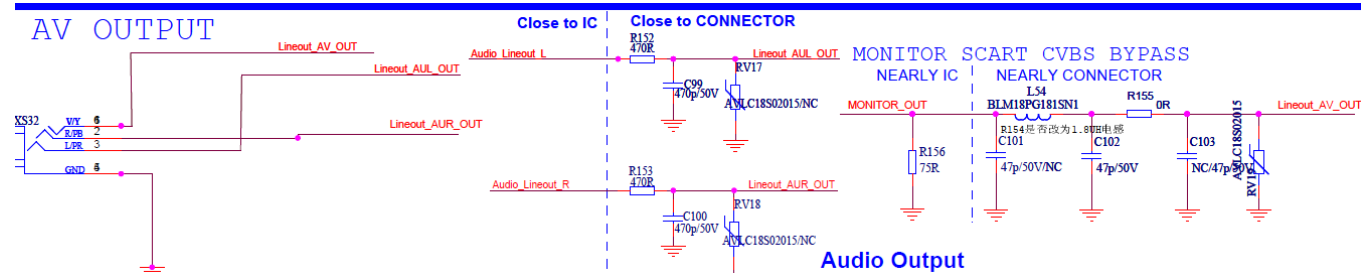 AV OUTPUT
Close to IC
Close to CONNECTOR
Lineout_AV_OUT
Lineout_AUL_OUT
Lineout_AUR_OUT
XS32
V/Y
R/PB 2
L/PR 3
GND
Audio_Lineout_L
R152
470R
Lineout_AUL_OUT
RV17
C99
470p/50V
AVLC18S02015/NC
Audio_Lineout_R
R153
470R
Lineout_AUR_OUT
RV18
C100
470p/50V
AVLC18S02015/NC
Audio Output
MONITOR SCART CVBS BYPASS
NEARLY IC
NEARLY CONNECTOR
MONITOR_OUT
R156
75R
L54
BLM18PG181SN1
R154是否改为1.8UH电感
C101
47p/50V/NC
C102
47p/50V
R155
0R
C103
NC/47p/50V
Lineout_AV_OUT
AVLC18S02015
RV19